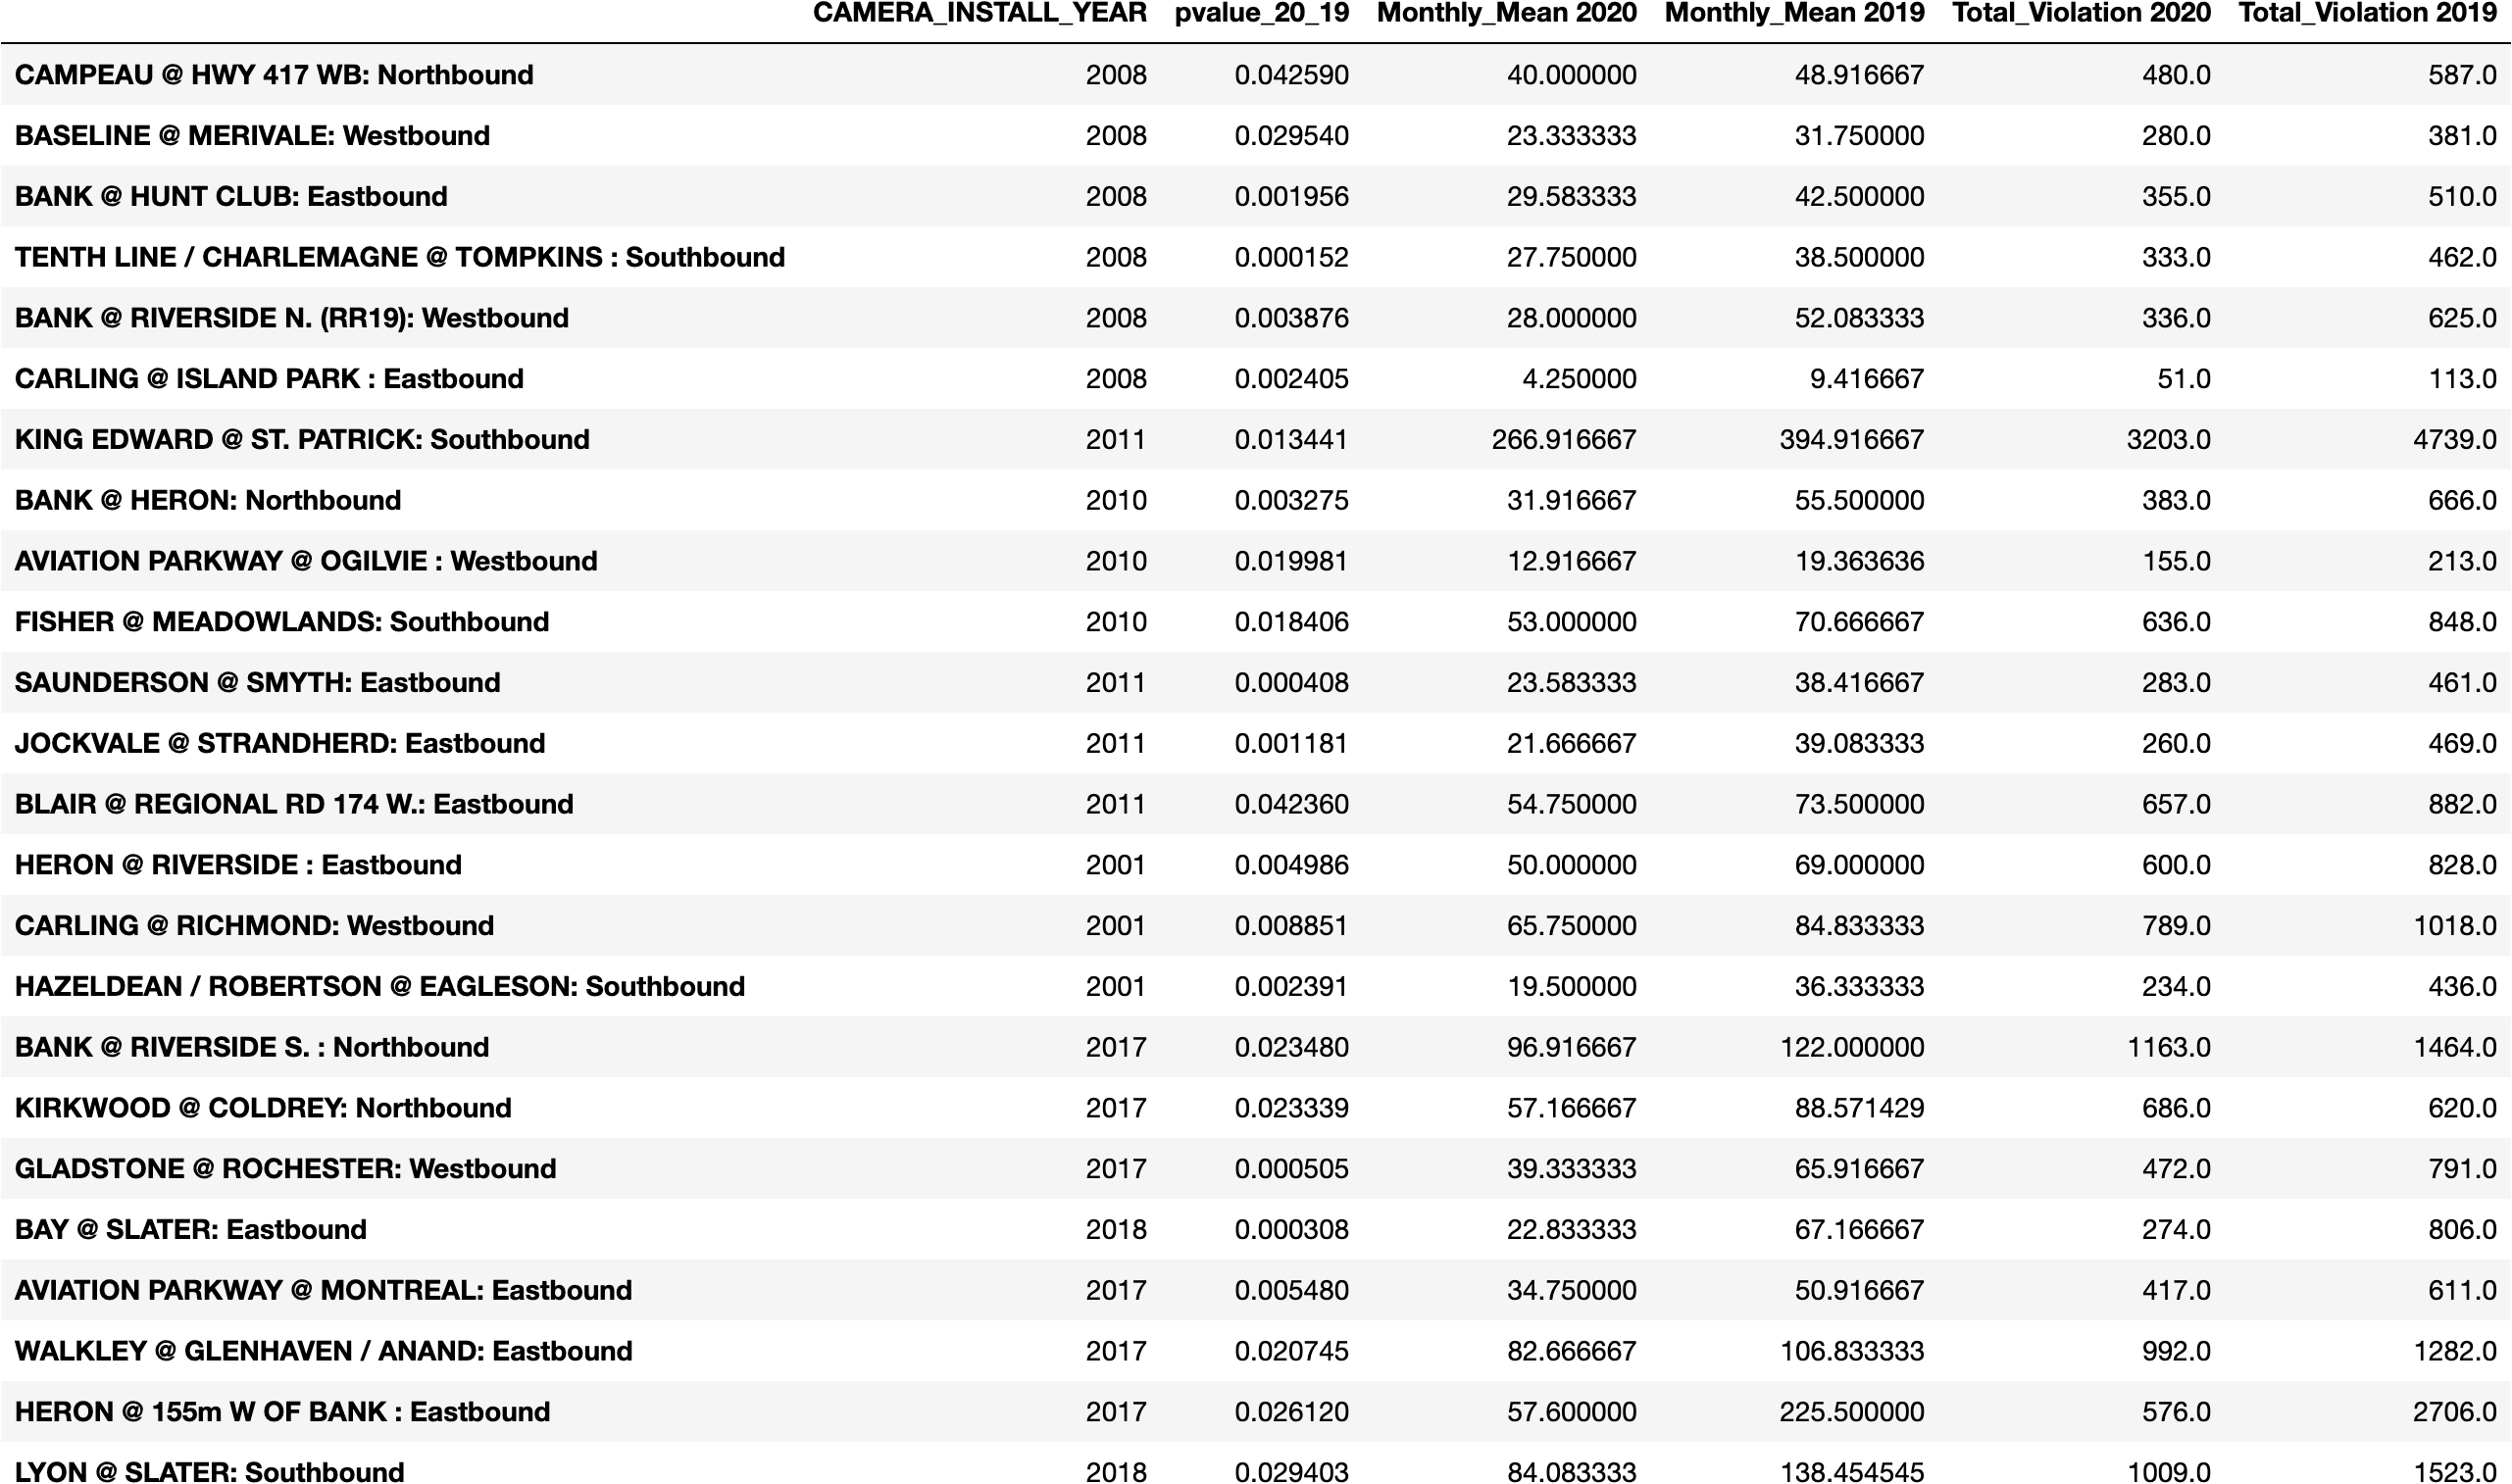 CAMERA_INSTALL_YEAR pvalue_20_19 Monthly_Mean 2020 Monthly_Mean 2019 Total_Violation 2020 Total_Violation 2019
CAMPEAU @ HWY 417 WB: Northbound 2008 0.042590 40.000000 48.916667 480.0 587.0
BASELINE @ MERIVALE: Westbound 2008 0.029540 23.333333 31.750000 280.0 381.0
BANK @ HUNT CLUB: Eastbound 2008 0.001956 29.583333 42.500000 355.0 510.0
TENTH LINE / CHARLEMAGNE @ TOMPKINS : Southbound 2008 0.000152 27.750000 38.500000 333.0 462.0
BANK @ RIVERSIDE N. (RR19): Westbound 2008 0.003876 28.000000 52.083333 336.0 625.0
CARLING @ ISLAND PARK : Eastbound 2008 0.002405 4.250000 9.416667 51.0 113.0
KING EDWARD @ ST. PATRICK: Southbound 2011 0.013441 266.916667 394.916667 3203.0 4739.0
BANK @ HERON: Northbound 2010 0.003275 31.916667 55.500000 383.0 666.0
AVIATION PARKWAY @ OGILVIE : Westbound 2010 0.019981 12.916667 19.363636 155.0 213.0
FISHER @ MEADOWLANDS: Southbound 2010 0.018406 53.000000 70.666667 636.0 848.0
SAUNDERSON @ SMYTH: Eastbound 2011 0.000408 23.583333 38.416667 283.0 461.0
JOCKVALE @ STRANDHERD: Eastbound 2011 0.001181 21.666667 39.083333 260.0 469.0
BLAIR @ REGIONAL RD 174 W.: Eastbound 2011 0.042360 54.750000 73.500000 657.0 882.0
HERON @ RIVERSIDE : Eastbound 2001 0.004986 50.000000 69.000000 600.0 828.0
CARLING @ RICHMOND: Westbound 2001 0.008851 65.750000 84.833333 789.0 1018.0
HAZELDEAN / ROBERTSON @ EAGLESON: Southbound 2001 0.002391 19.500000 36.333333 234.0 436.0
BANK @ RIVERSIDE S. : Northbound 2017 0.023480 96.916667 122.000000 1163.0 1464.0
KIRKWOOD @ COLDREY: Northbound 2017 0.023339 57.166667 88.571429 686.0 620.0
GLADSTONE @ ROCHESTER: Westbound 2017 0.000505 39.333333 65.916667 472.0 791.0
BAY @ SLATER: Eastbound 2018 0.000308 22.833333 67.166667 274.0 806.0
AVIATION PARKWAY @ MONTREAL: Eastbound 2017 0.005480 34.750000 50.916667 417.0 611.0
WALKLEY @ GLENHAVEN / ANAND: Eastbound 2017 0.020745 82.666667 106.833333 992.0 1282.0
HERON @ 155m W OF BANK : Eastbound 2017 0.026120 57.600000 225.500000 576.0 2706.0
LYON @ SLATER: Southbound 2018 0.029403 84.083333 138.454545 1009.0 1523.0